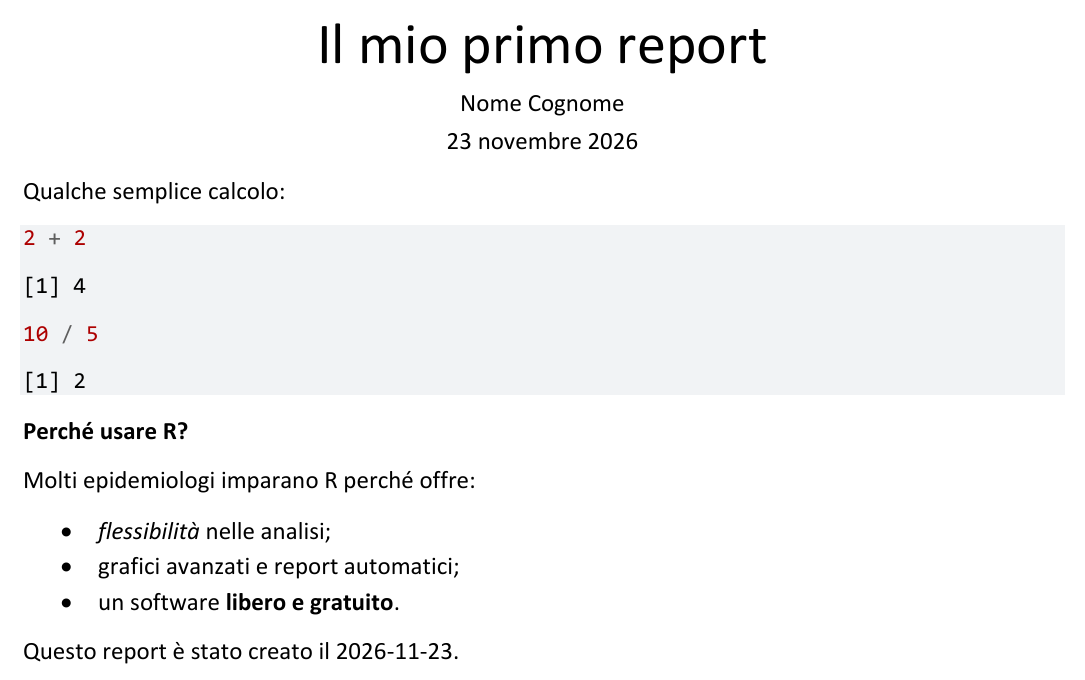 Il mio primo report
Nome Cognome
23 novembre 2026
Qualche semplice calcolo:
2 + 2
[1] 4
10 / 5
[1] 2
Perché usare R?
Molti epidemiologi imparano R perché offre:
• flessibilità nelle analisi;
• grafici avanzati e report automatici;
• un software libero e gratuito.
Questo report è stato creato il 2026-11-23.